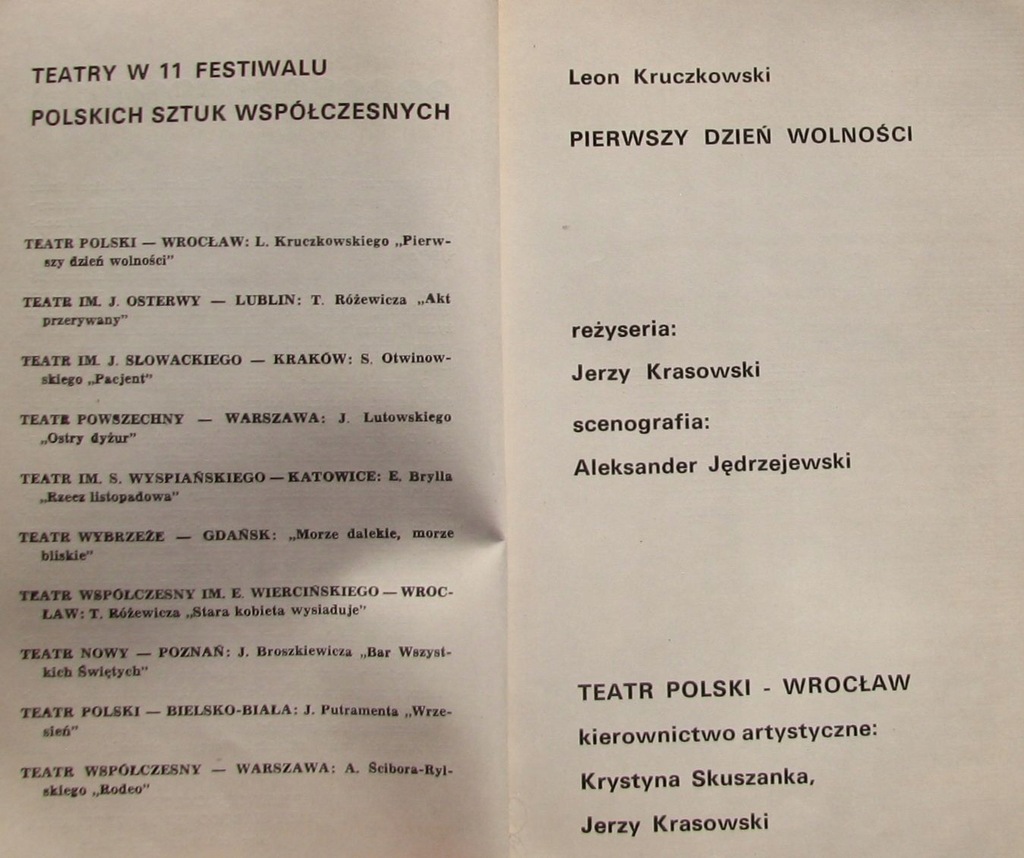 TEATRY W 11 FESTIWALU
POLSKICH SZTUK WSPÓŁCZESNYCH
TEATR POLSKI — WROCŁAW: L. Kruczkowskiego „Pierw-
szy dzień wolności”
TEATR IM. J. OSTERWY — LUBLIN: T. Różewicza „Akt
przerywany”
TEATR IM. J. SŁOWACKIEGO — KRAKÓW: S. Otwinow-
skiego „Pacjent”
TEATR POWSZECHNY — WARSZAWA: J. Lutowskiego
„Ostry dyżur”
TEATR IM. S. WYSPIAŃSKIEGO — KATOWICE: E. Brylla
„Rzecz listopadowa”
TEATR WYBRZEŻE — GDAŃSK: „Morze dalekie, morze
bliskie”
TEATR WSPÓŁCZESNY IM. E. WIERCIŃSKIEGO — WROC-
ŁAW: T. Różewicza „Stara kobieta wysiaduje”
TEATR NOWY — POZNAŃ: J. Broszkiewicza „Bar Wszyst-
kich Świętych”
TEATR POLSKI — BIELSKO-BIAŁA: J. Putramenta „Wrze-
sień”
TEATR WSPÓŁCZESNY — WARSZAWA: A. Ścibora-Ryl-
skiego „Rodeo”
Leon Kruczkowski
PIERWSZY DZIEŃ WOLNOŚCI
reżyseria:
Jerzy Krasowski
scenografia:
Aleksander Jędrzejewski
TEATR POLSKI - WROCŁAW
kierownictwo artystyczne:
Krystyna Skuszanka,
Jerzy Krasowski